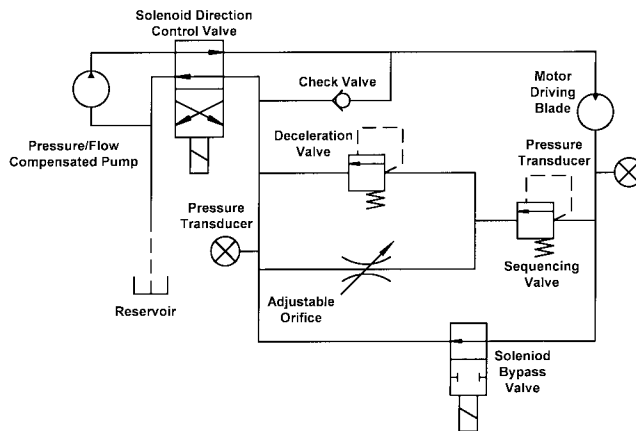 Solenoid Direction
Control Valve
Check Valve
Motor
Driving
Blade
Pressure/Flow
Compensated Pump
Deceleration
Valve
Pressure
Transducer
Pressure
Transducer
Sequencing
Valve
Reservoir
Adjustable
Orifice
Soleniod
Bypass
Valve